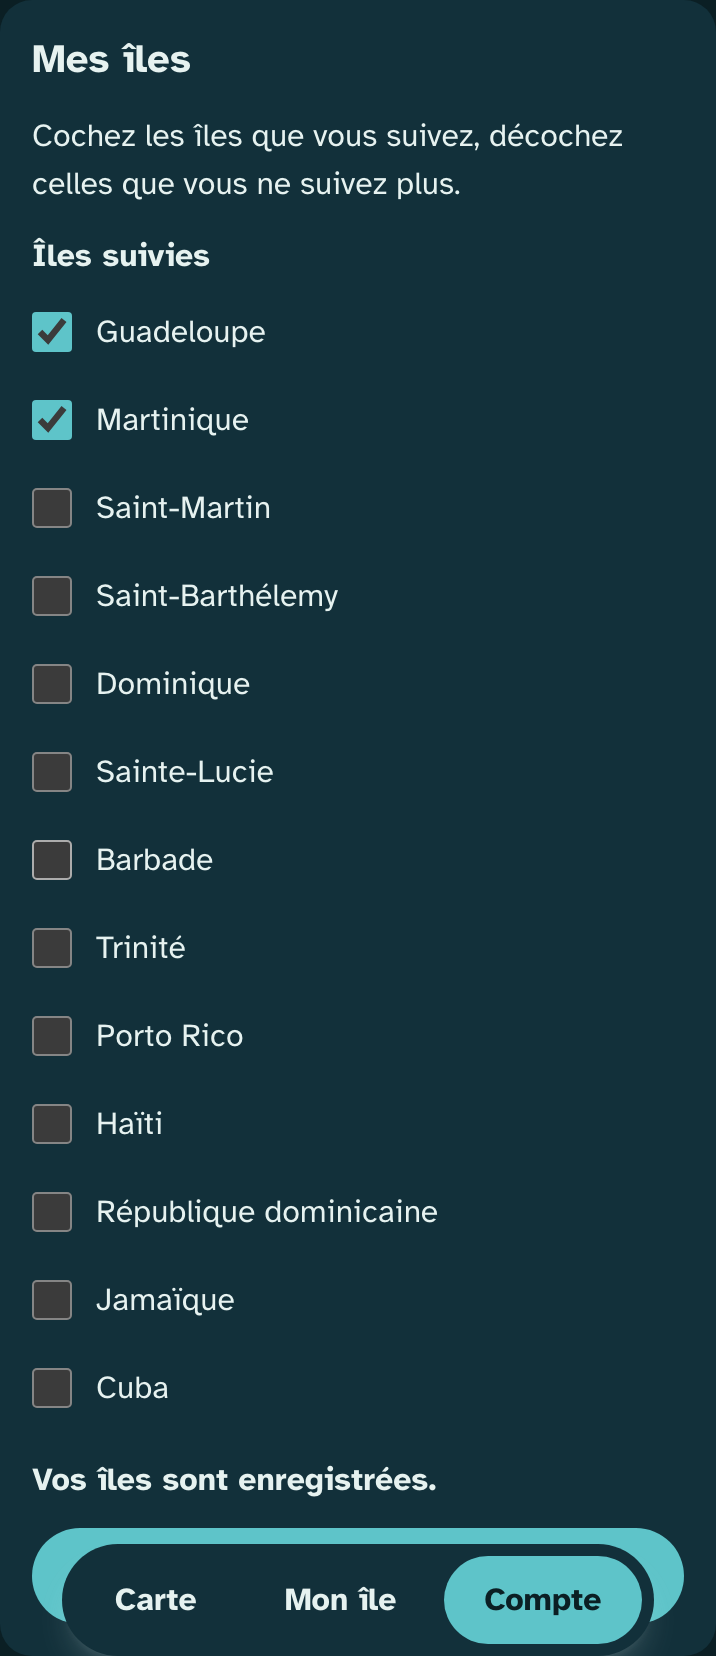 Mes îles
Cochez les îles que vous suivez, décochez
celles que vous ne suivez plus.
Îles suivies
Guadeloupe
Martinique
Saint-Martin
Saint-Barthélemy
Dominique
Sainte-Lucie
Barbade
Trinité
Porto Rico
Haïti
République dominicaine
Jamaïque
Cuba
Vos îles sont enregistrées.
Carte
Mon île
Compte